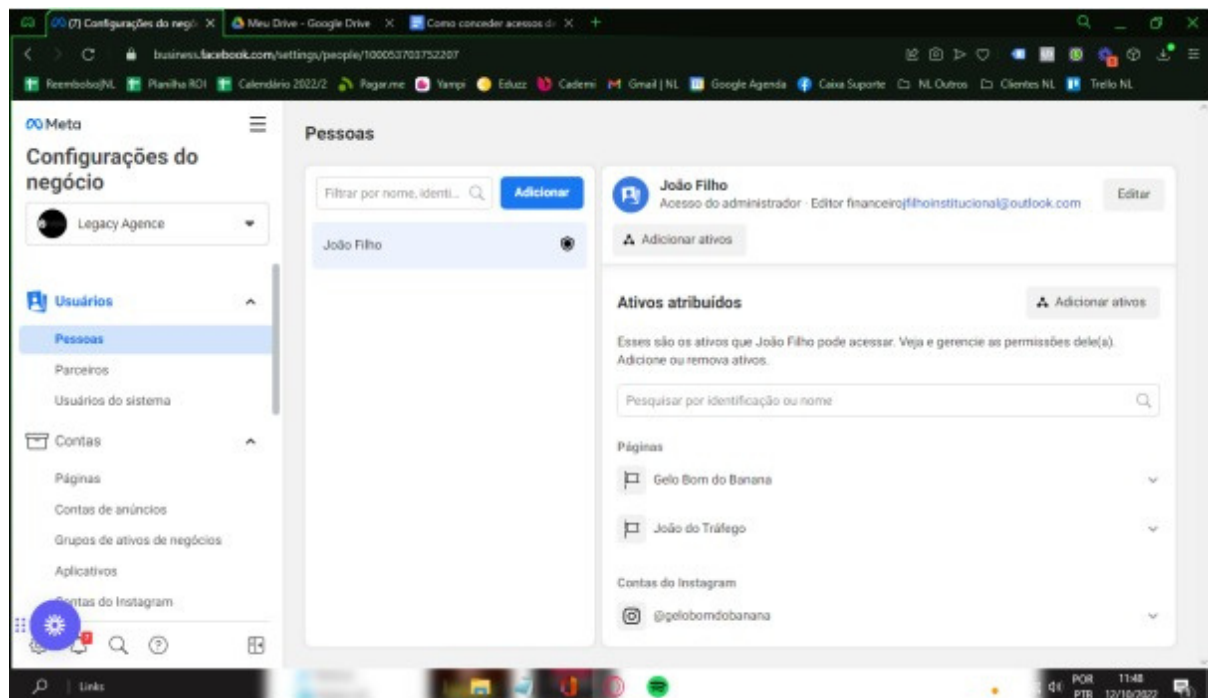 (7) Configurações do negó
Meu Drive - Google Drive
Como conceder acessos d
business.facebook.com/settings/people/100053703752207
Reembolso|NL
Planilha ROI
Calendário 2022/2
Pagar.me
Yampi
Eduzz
Cademi
Gmail | NL
Google Agenda
Caixa Suporte
NL Outros
Clientes NL
Trello NL
Meta
Configurações do
negócio
Legacy Agence
Usuários
Pessoas
Parceiros
Usuários do sistema
Contas
Páginas
Contas de anúncios
Grupos de ativos de negócios
Aplicativos
Contas do Instagram
Pessoas
Filtrar por nome, identi...
Adicionar
João Filho
João Filho
Acesso do administrador · Editor financeirojfilhoinstitucional@outlook.com
Editar
Adicionar ativos
Ativos atribuídos
Adicionar ativos
Esses são os ativos que João Filho pode acessar. Veja e gerencie as permissões dele(a).
Adicione ou remova ativos.
Pesquisar por identificação ou nome
Páginas
Gelo Bom do Banana
João do Tráfego
Contas do Instagram
@gelobomdobanana
Links
POR
PTB
11:48
12/10/2022